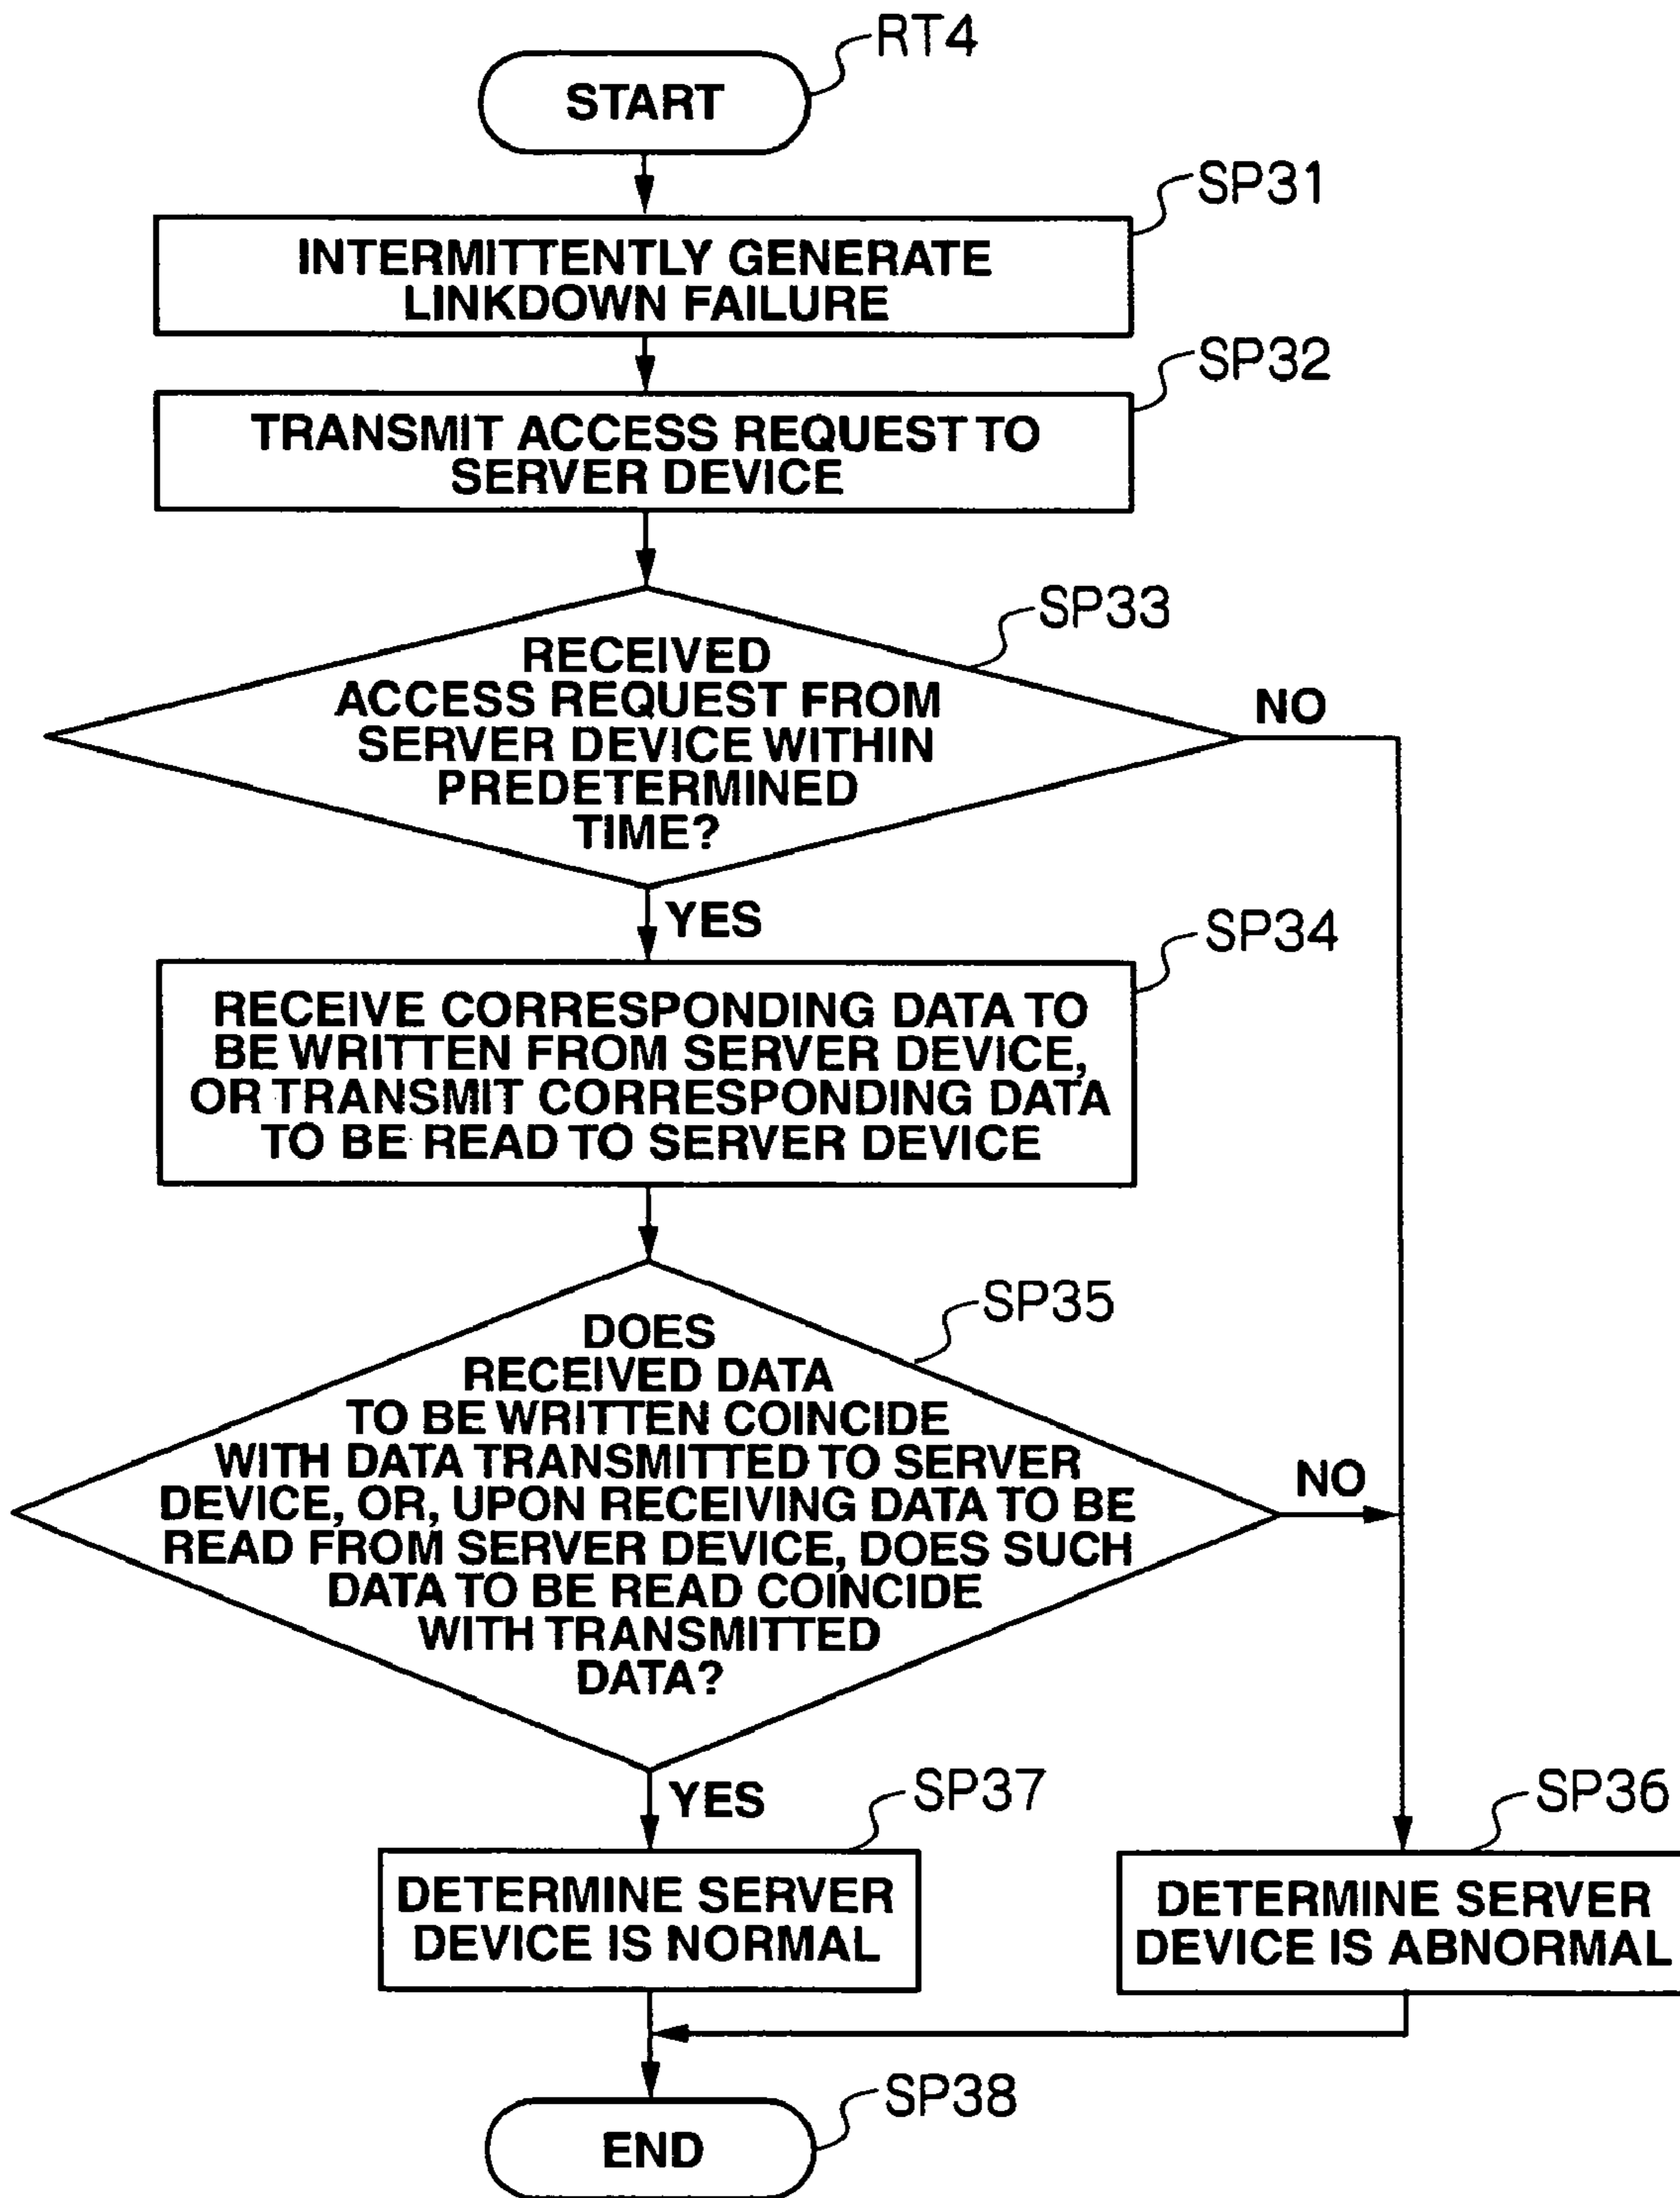 RT4
START
SP31
INTERMITTENTLY GENERATE
LINKDOWN FAILURE
SP32
TRANSMIT ACCESS REQUEST TO
SERVER DEVICE
SP33
RECEIVED
ACCESS REQUEST FROM
SERVER DEVICE WITHIN
PREDETERMINED
TIME?
NO
YES
SP34
RECEIVE CORRESPONDING DATA TO
BE WRITTEN FROM SERVER DEVICE,
OR TRANSMIT CORRESPONDING DATA
TO BE READ TO SERVER DEVICE
SP35
DOES
RECEIVED DATA
TO BE WRITTEN COINCIDE
WITH DATA TRANSMITTED TO SERVER
DEVICE, OR, UPON RECEIVING DATA TO BE
READ FROM SERVER DEVICE, DOES SUCH
DATA TO BE READ COINCIDE
WITH TRANSMITTED
DATA?
NO
YES
SP37
DETERMINE SERVER
DEVICE IS NORMAL
SP36
DETERMINE SERVER
DEVICE IS ABNORMAL
SP38
END